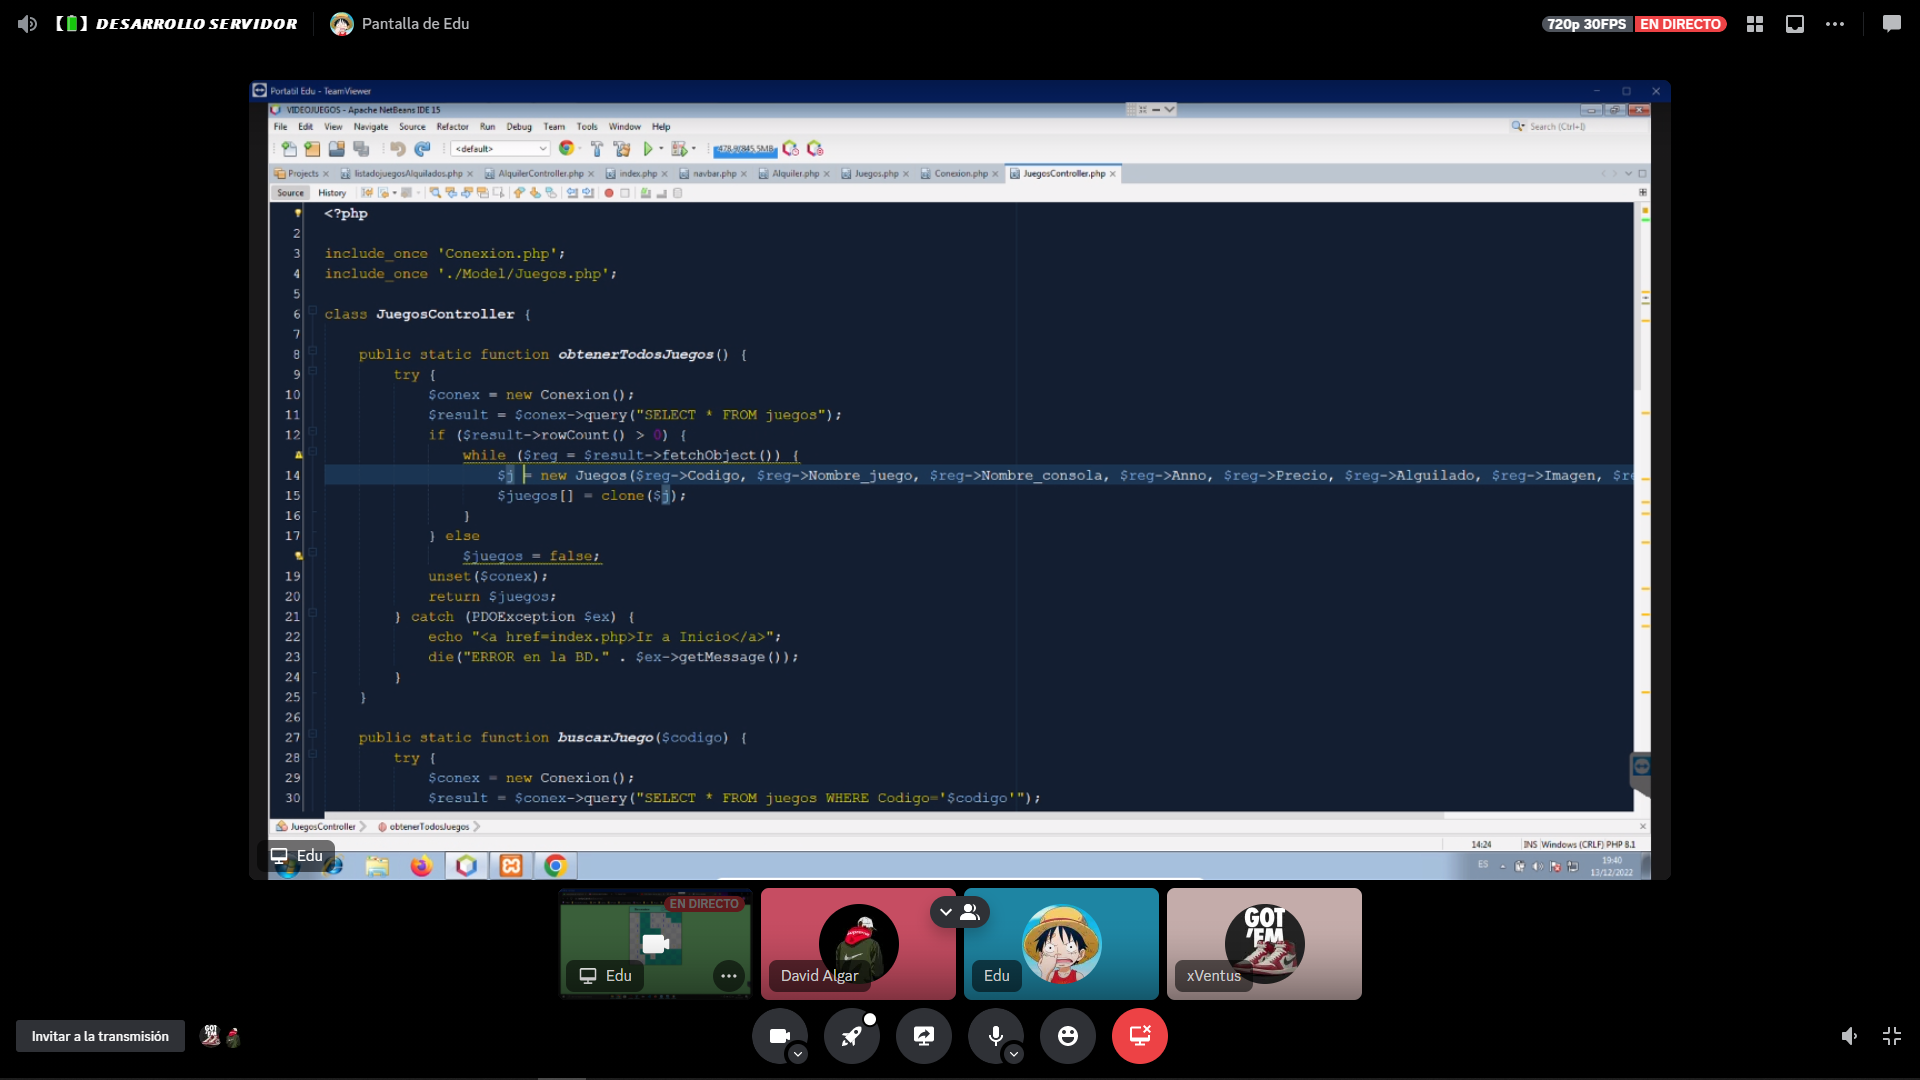 DESARROLLO SERVIDOR
Pantalla de Edu
720p 30FPS EN DIRECTO
Portatil Edu - TeamViewer
VIDEOJUEGOS - Apache NetBeans IDE 15
File Edit View Navigate Source Refactor Run Debug Team Tools Window Help
Search (Ctrl+I)
<default>
Projects listadojuegosAlquilados.php AlquilerController.php index.php navbar.php Alquiler.php Juegos.php Conexion.php JuegosController.php
Source History
<?php
2
3 include_once 'Conexion.php';
4 include_once './Model/Juegos.php';
5
6 class JuegosController {
7
8 public static function obtenerTodosJuegos() {
9 try {
10 $conex = new Conexion();
11 $result = $conex->query("SELECT * FROM juegos");
12 if ($result->rowCount() > 0) {
while ($reg = $result->fetchObject()) {
14 $j = new Juegos($reg->Codigo, $reg->Nombre_juego, $reg->Nombre_consola, $reg->Anno, $reg->Precio, $reg->Alguilado, $reg->Imagen, $re
15 $juegos[] = clone($j);
16 }
17 } else
$juegos = false;
19 unset($conex);
20 return $juegos;
21 } catch (PDOException $ex) {
22 echo "<a href=index.php>Ir a Inicio</a>";
23 die("ERROR en la BD." . $ex->getMessage());
24 }
25 }
26
27 public static function buscarJuego($codigo) {
28 try {
29 $conex = new Conexion();
30 $result = $conex->query("SELECT * FROM juegos WHERE Codigo='$codigo'");
JuegosController obtenerTodosJuegos
14:24 INS Windows (CRLF) PHP 8.1
Edu
ES 19:40
13/12/2022
EN DIRECTO
Edu
David Algar
Edu
GOT 'EM
xVentus
Invitar a la transmisión